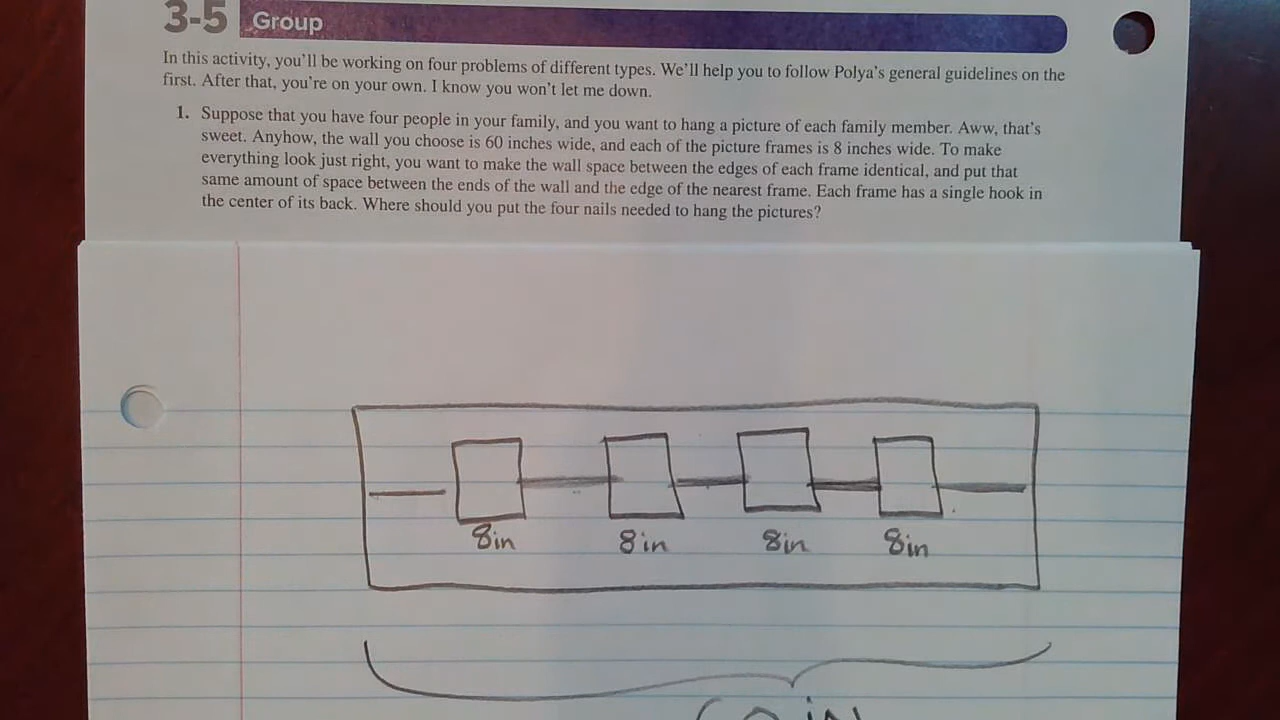 3-5 Group
In this activity, you'll be working on four problems of different types. We'll help you to follow Polya's general guidelines on the
first. After that, you're on your own. I know you won't let me down.
1. Suppose that you have four people in your family, and you want to hang a picture of each family member. Aww, that's
sweet. Anyhow, the wall you choose is 60 inches wide, and each of the picture frames is 8 inches wide. To make
everything look just right, you want to make the wall space between the edges of each frame identical, and put that
same amount of space between the ends of the wall and the edge of the nearest frame. Each frame has a single hook in
the center of its back. Where should you put the four nails needed to hang the pictures?
8in 8in 8in 8in